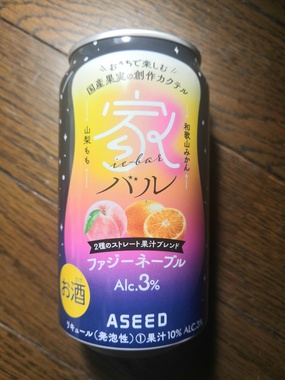 おうちで楽しむ
国産果実の創作カクテル
家
ie-bar
バル
和歌山みかん
山梨もも
2種のストレート果汁ブレンド
ファジーネーブル
Alc.3%
お酒
ASEED
リキュール(発泡性)①果汁10% ALC.3%